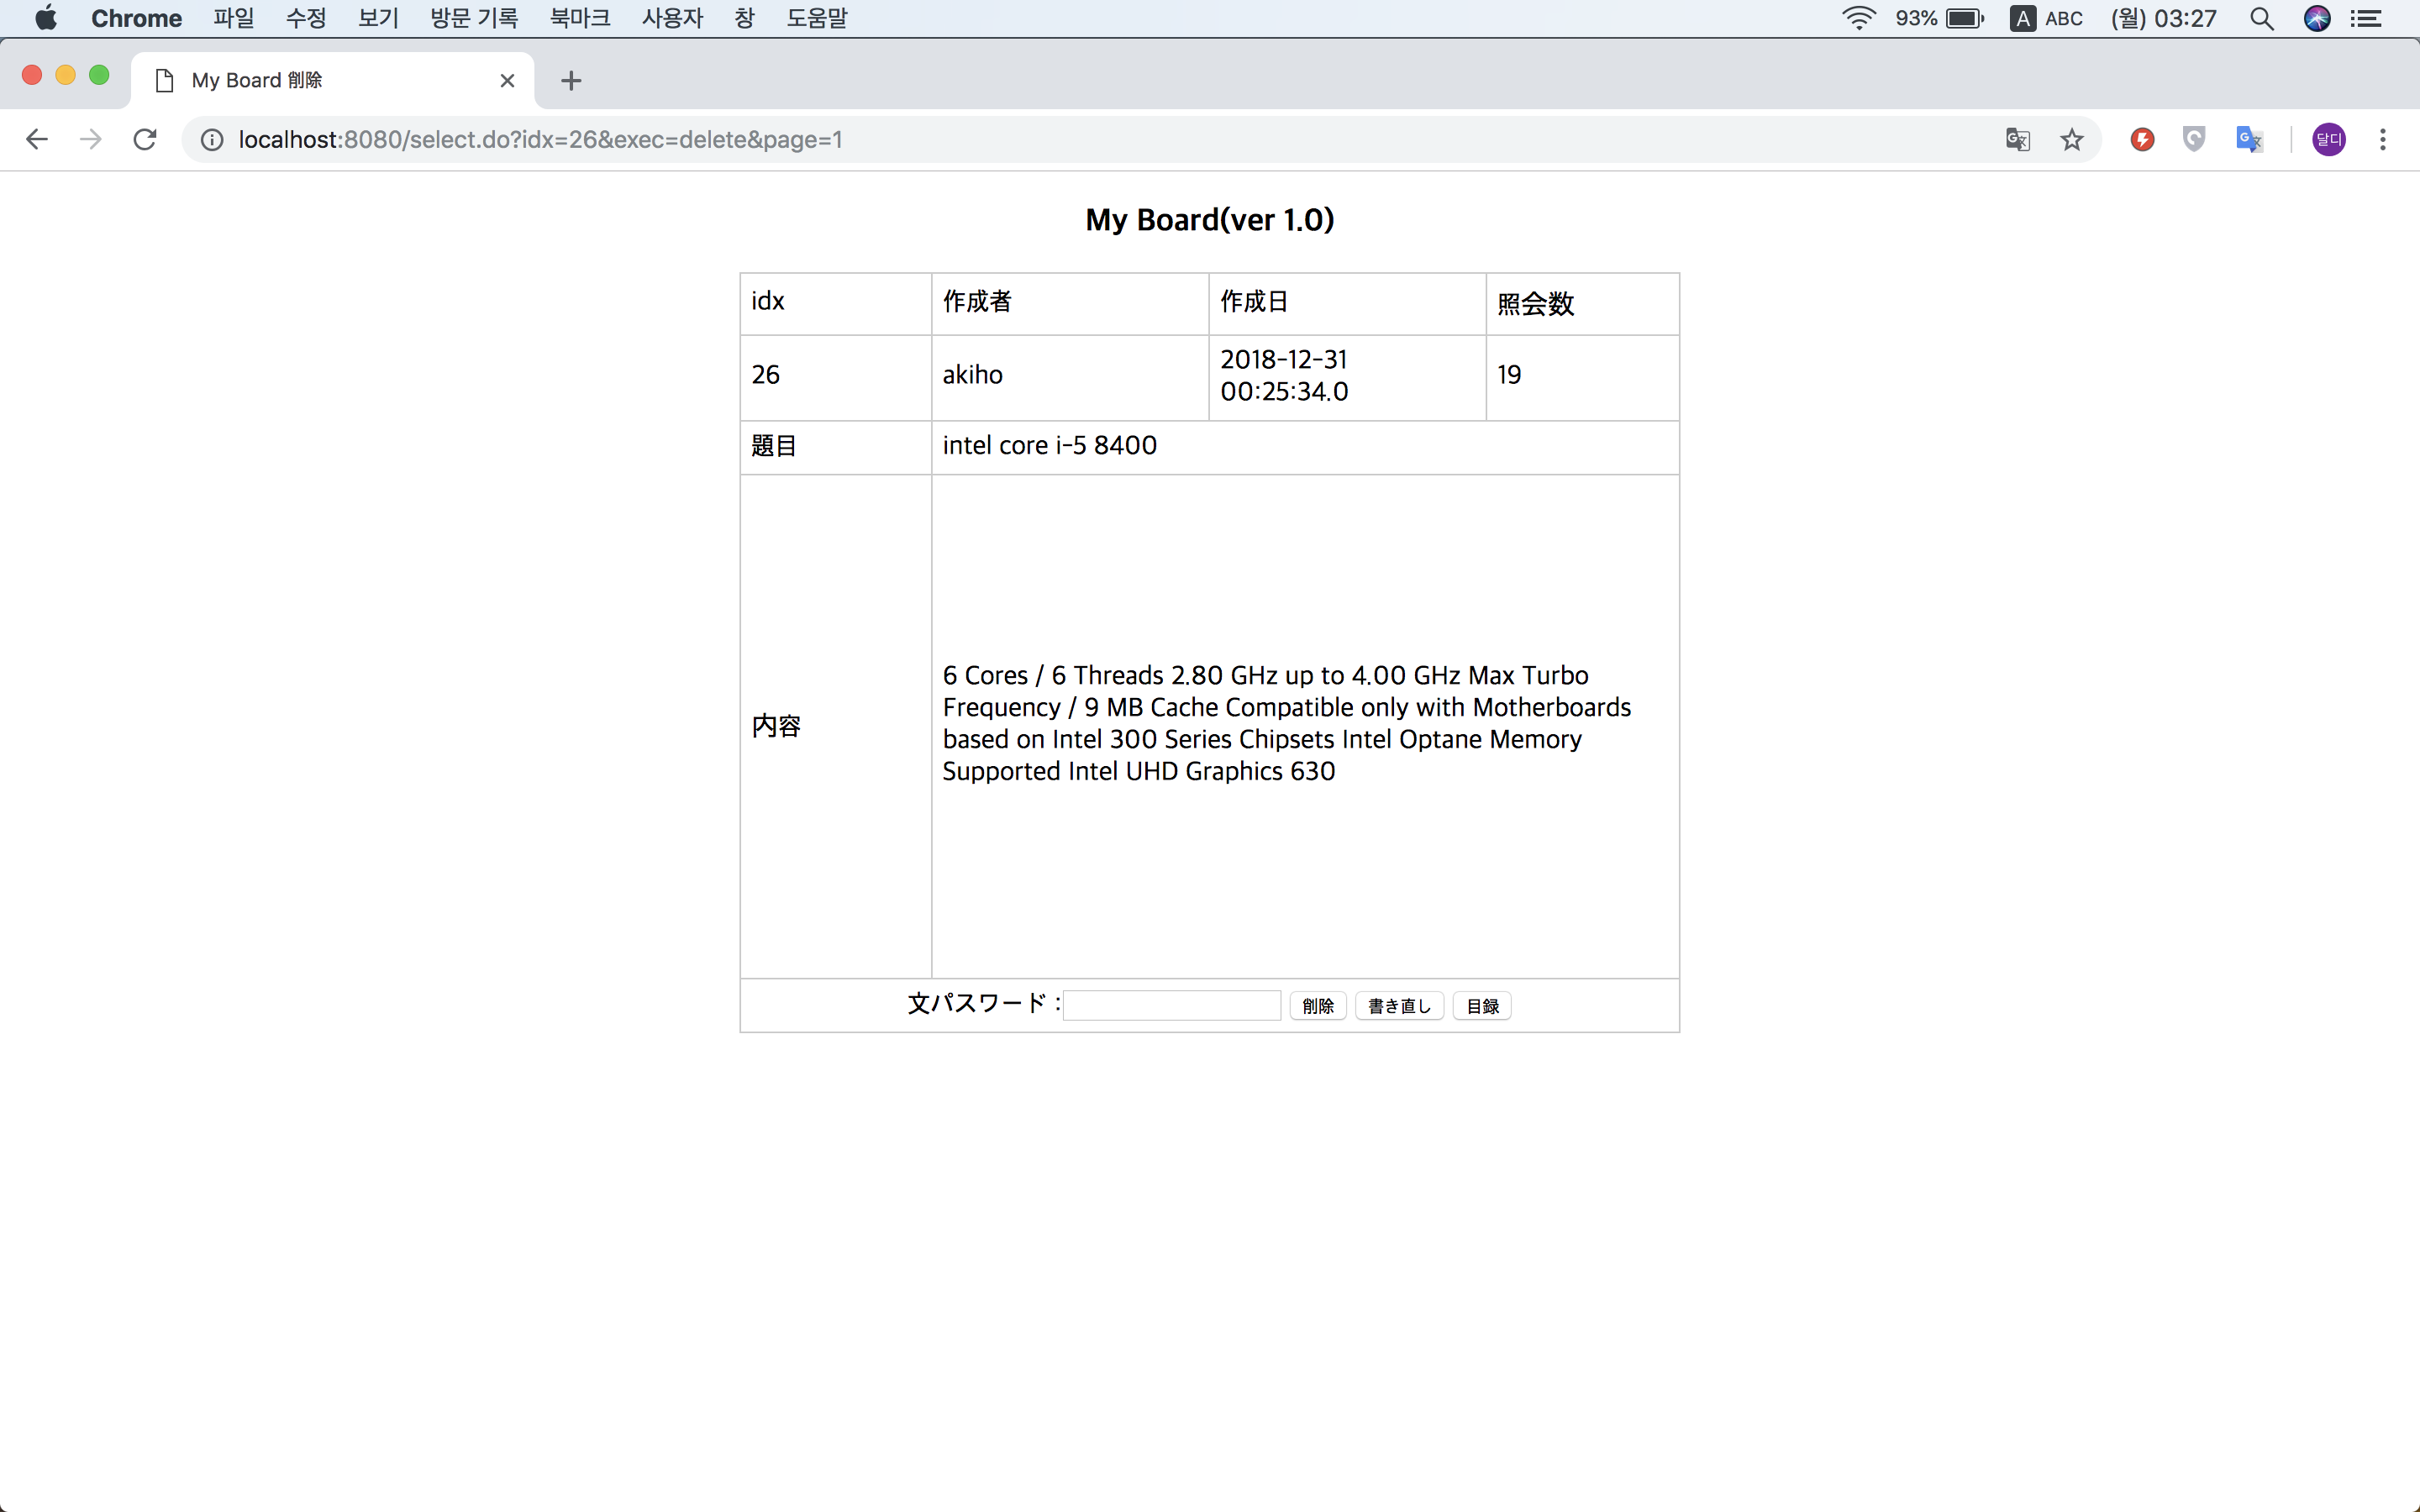 Chrome 파일 수정 보기 방문 기록 북마크 사용자 창 도움말 93% A ABC (월) 03:27
My Board 削除
localhost:8080/select.do?idx=26&exec=delete&page=1 달디
My Board(ver 1.0)
idx 作成者 作成日 照会数
26 akiho 2018-12-31 00:25:34.0 19
題目 intel core i-5 8400
内容
6 Cores / 6 Threads 2.80 GHz up to 4.00 GHz Max Turbo
Frequency / 9 MB Cache Compatible only with Motherboards
based on Intel 300 Series Chipsets Intel Optane Memory
Supported Intel UHD Graphics 630
文パスワード : 削除 書き直し 目録